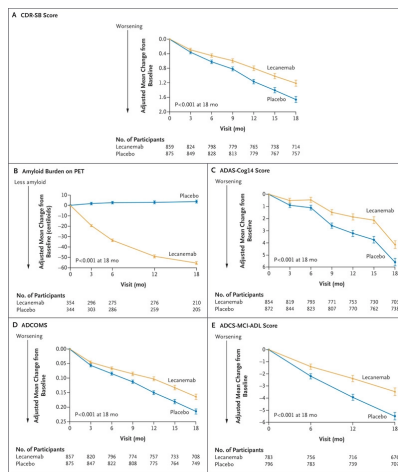 A CDR-SB Score
Worsening
Adjusted Mean Change from
Baseline
0.0
0.4
0.8
1.2
1.6
2.0
Lecanemab
Placebo
P<0.001 at 18 mo
0 3 6 9 12 15 18
Visit (mo)
No. of Participants
Lecanemab 859 824 798 779 765 738 714
Placebo 875 849 828 813 779 767 757
B Amyloid Burden on PET
Less amyloid
Adjusted Mean Change from
Baseline (centiloids)
10
0
−10
−20
−30
−40
−50
−60
Placebo
Lecanemab
P<0.001 at 18 mo
0 3 6 9 12 15 18
Visit (mo)
No. of Participants
Lecanemab 354 296 275 276 210
Placebo 344 303 286 259 205
C ADAS-Cog14 Score
Worsening
Adjusted Mean Change from
Baseline
0
1
2
3
4
5
6
Lecanemab
Placebo
P<0.001 at 18 mo
0 3 6 9 12 15 18
Visit (mo)
No. of Participants
Lecanemab 854 819 793 771 753 730 703
Placebo 872 844 823 807 770 762 738
D ADCOMS
Worsening
Adjusted Mean Change from
Baseline
0.00
0.05
0.10
0.15
0.20
0.25
Lecanemab
Placebo
P<0.001 at 18 mo
0 3 6 9 12 15 18
Visit (mo)
No. of Participants
Lecanemab 857 820 796 774 757 733 708
Placebo 875 847 822 808 775 764 749
E ADCS-MCI-ADL Score
Worsening
Adjusted Mean Change from
Baseline
0
−1
−2
−3
−4
−5
−6
Lecanemab
Placebo
P<0.001 at 18 mo
0 3 6 9 12 15 18
Visit (mo)
No. of Participants
Lecanemab 783 756 716 676
Placebo 796 783 739